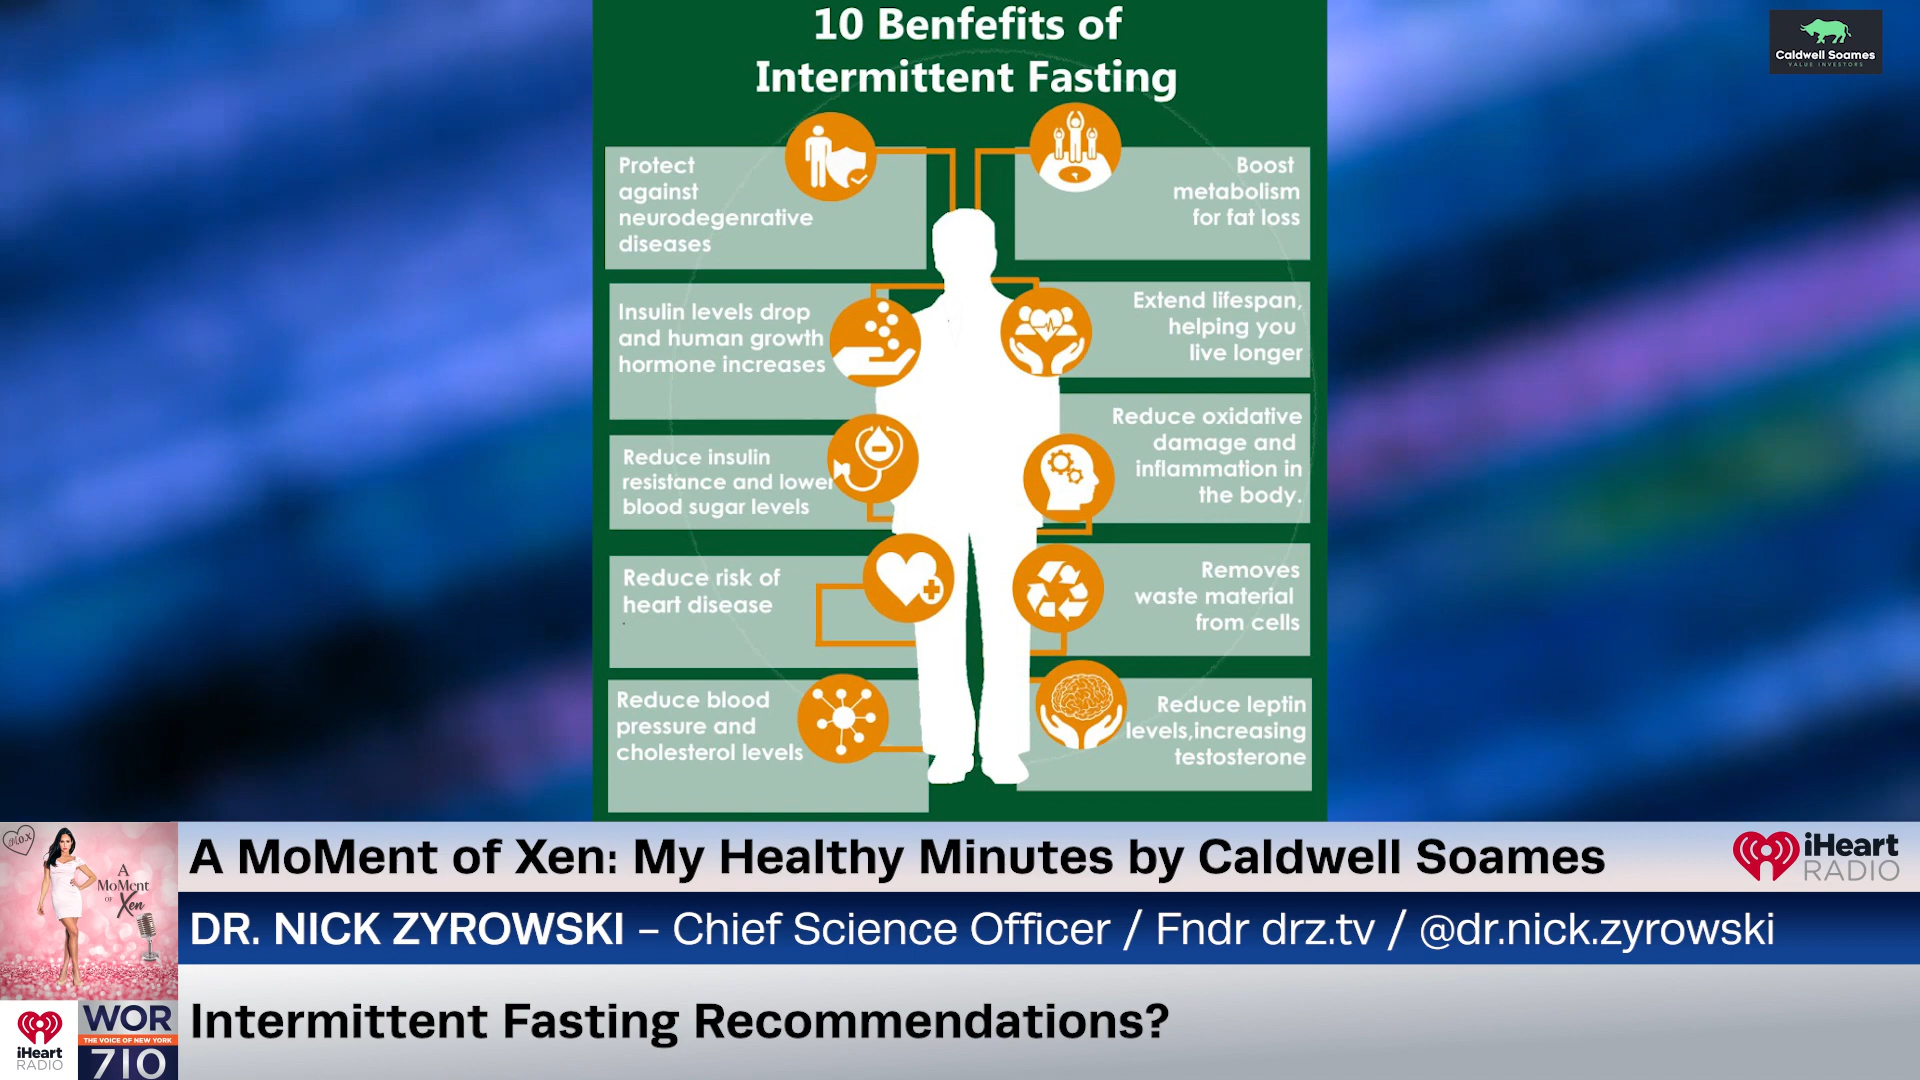 10 Benfefits of
Intermittent Fasting
Caldwell Soames
VALUE INVESTORS
Protect
against
neurodegenrative
diseases
Boost
metabolism
for fat loss
Insulin levels drop
and human growth
hormone increases
Extend lifespan,
helping you
live longer
Reduce insulin
resistance and lower
blood sugar levels
Reduce oxidative
damage and
inflammation in
the body.
Reduce risk of
heart disease
.
Removes
waste material
from cells
Reduce blood
pressure and
cholesterol levels
Reduce leptin
levels,increasing
testosterone
M.O.X
A
MoMent
OF Xen
A MoMent of Xen: My Healthy Minutes by Caldwell Soames
iHeart
RADIO
DR. NICK ZYROWSKI – Chief Science Officer / Fndr drz.tv / @dr.nick.zyrowski
iHeart
RADIO
WOR
THE VOICE OF NEW YORK
710
Intermittent Fasting Recommendations?